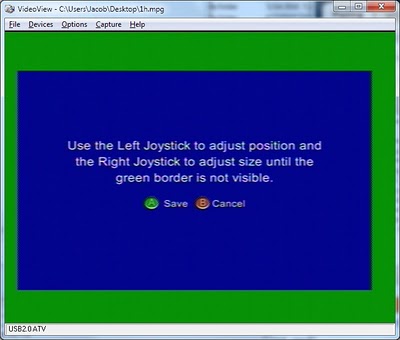 VideoView - C:\Users\Jacob\Desktop\1h.mpg
File Devices Options Capture Help
Use the Left Joystick to adjust position and
the Right Joystick to adjust size until the
green border is not visible.
A Save B Cancel
USB2.0 ATV